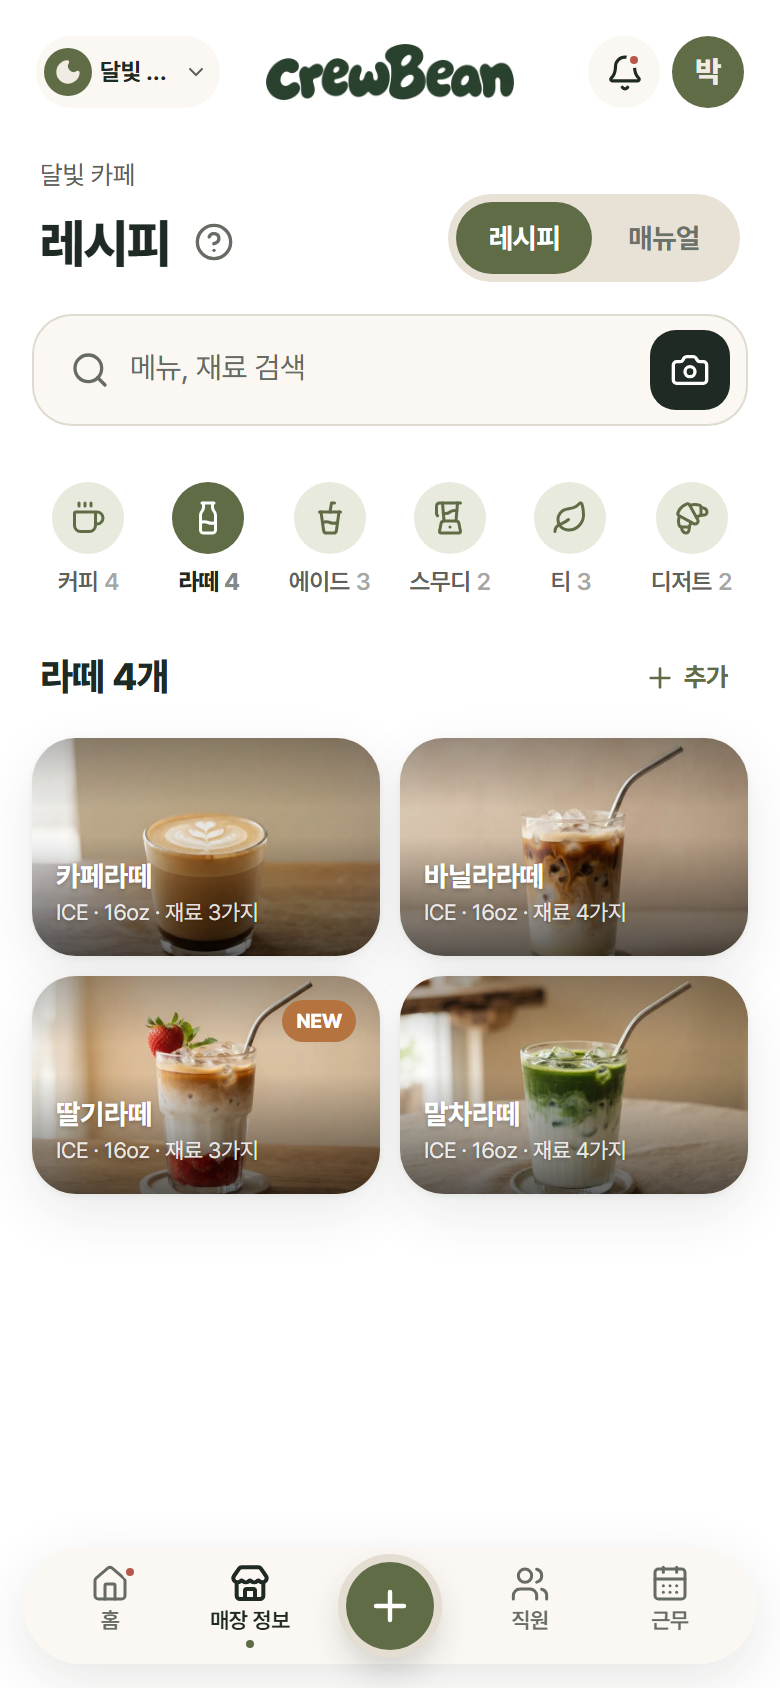 달빛 ...
crewBean
박
달빛 카페
레시피
레시피
매뉴얼
메뉴, 재료 검색
커피 4
라떼 4
에이드 3
스무디 2
티 3
디저트 2
라떼 4개
추가
카페라떼
ICE · 16oz · 재료 3가지
바닐라라떼
ICE · 16oz · 재료 4가지
NEW
딸기라떼
ICE · 16oz · 재료 3가지
말차라떼
ICE · 16oz · 재료 4가지
홈
매장 정보
직원
근무